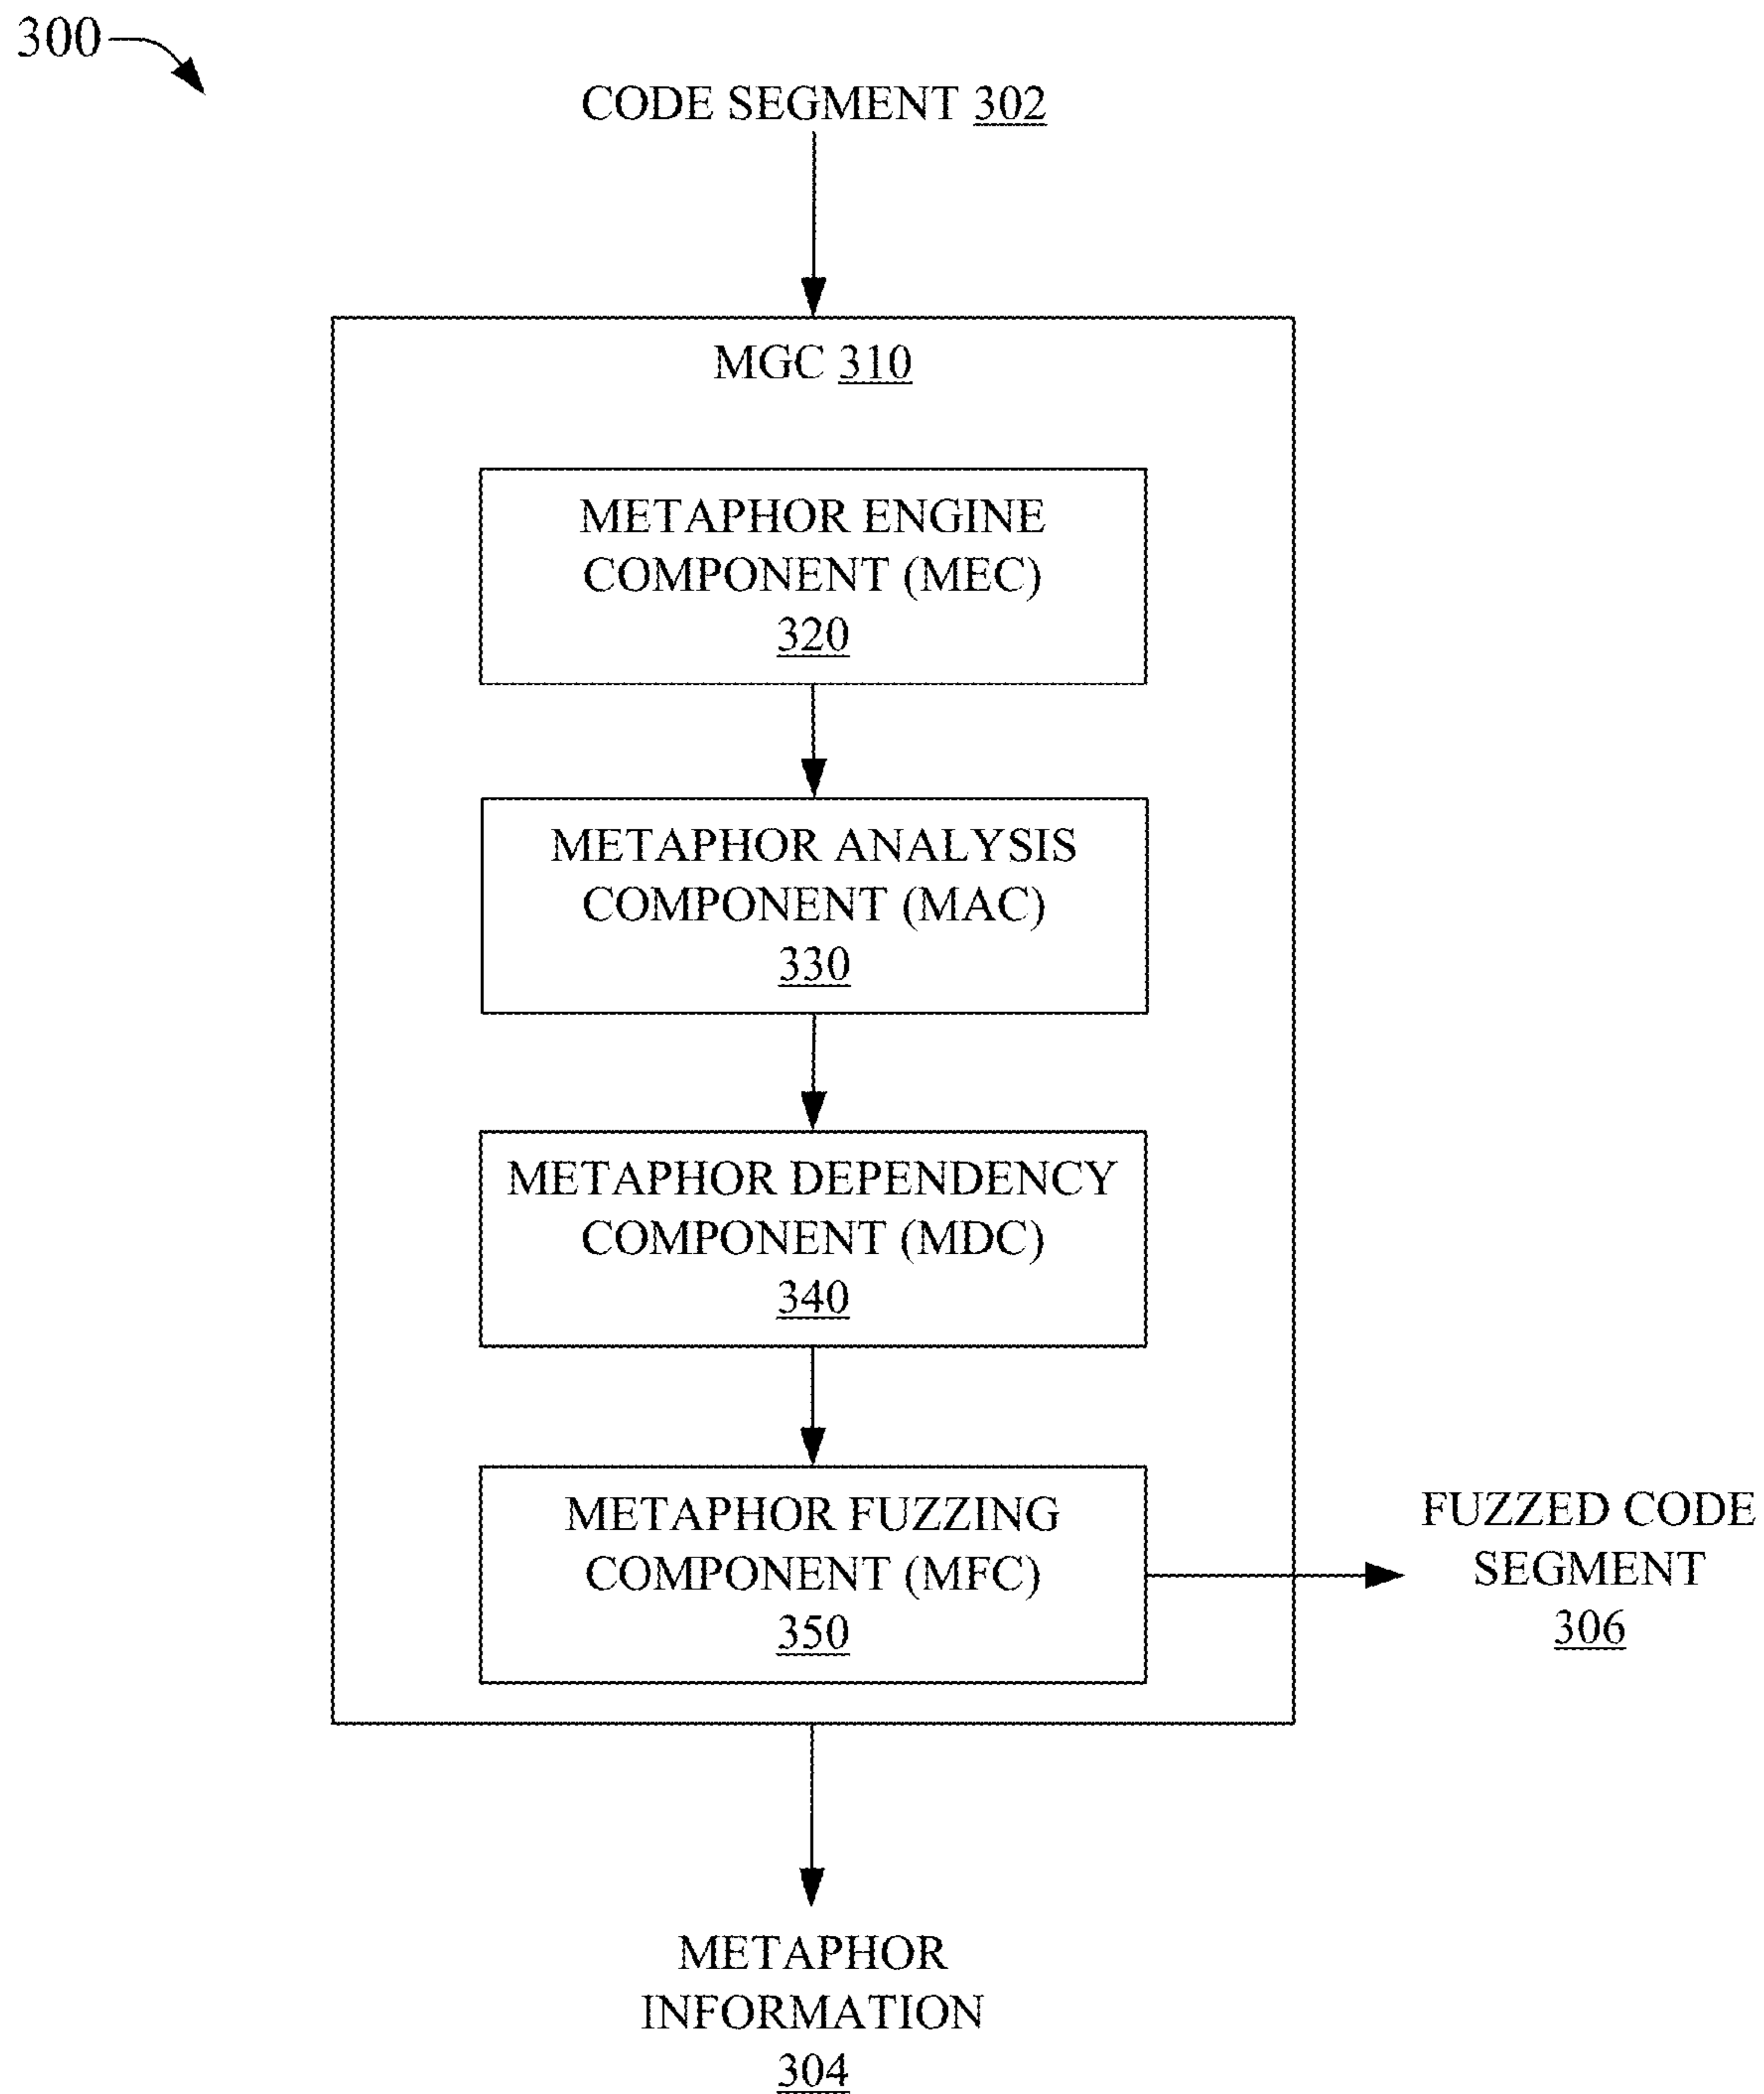 300
CODE SEGMENT 302
MGC 310
METAPHOR ENGINE
COMPONENT (MEC)
320
METAPHOR ANALYSIS
COMPONENT (MAC)
330
METAPHOR DEPENDENCY
COMPONENT (MDC)
340
METAPHOR FUZZING
COMPONENT (MFC)
350
FUZZED CODE
SEGMENT
306
METAPHOR
INFORMATION
304